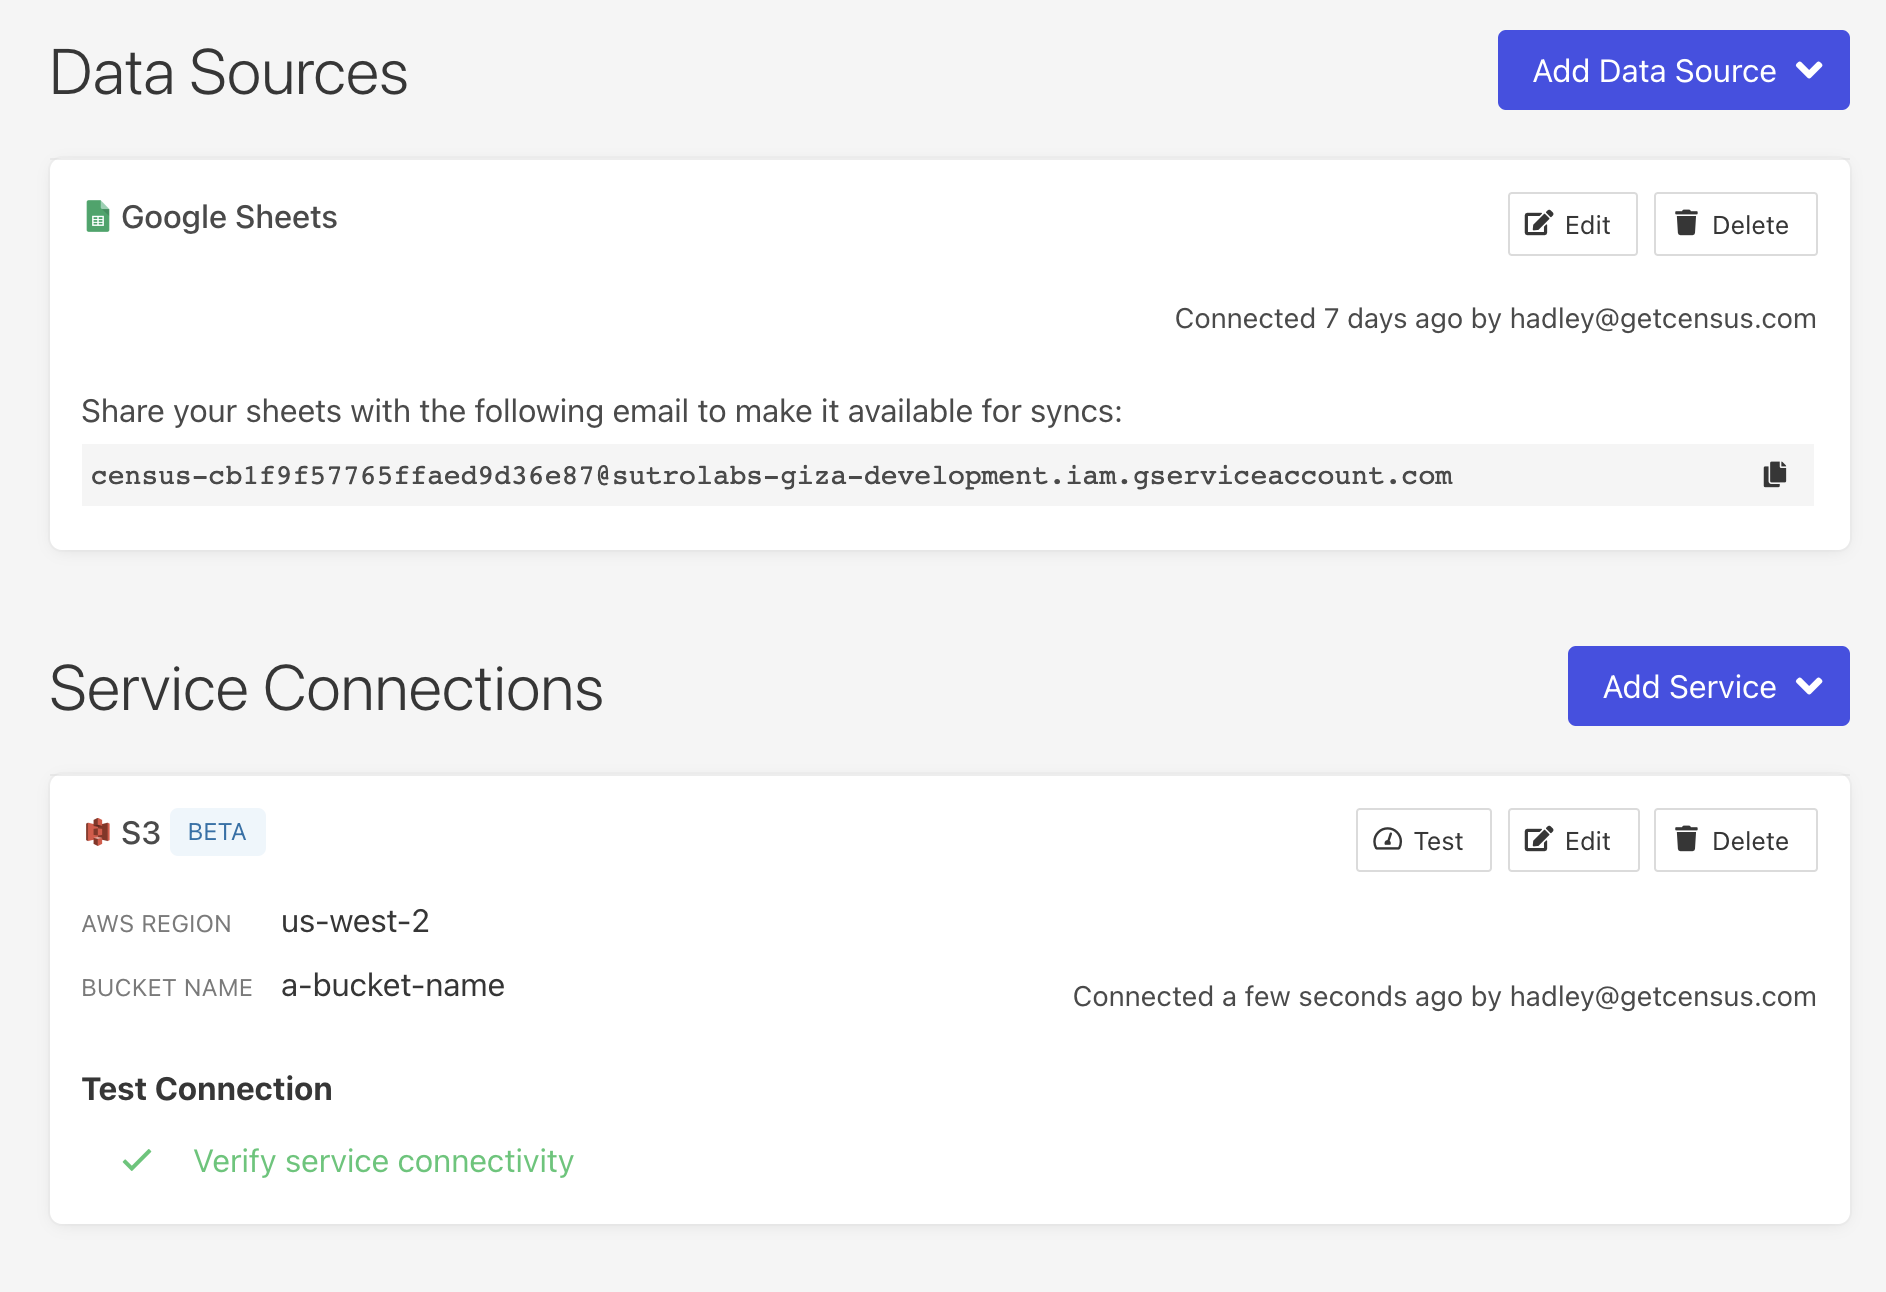 Data Sources
Add Data Source
Google Sheets
Edit
Delete
Connected 7 days ago by hadley@getcensus.com
Share your sheets with the following email to make it available for syncs:
census-cb1f9f57765ffaed9d36e87@sutrolabs-giza-development.iam.gserviceaccount.com
Service Connections
Add Service
S3 BETA
Test
Edit
Delete
AWS REGION us-west-2
BUCKET NAME a-bucket-name
Connected a few seconds ago by hadley@getcensus.com
Test Connection
Verify service connectivity